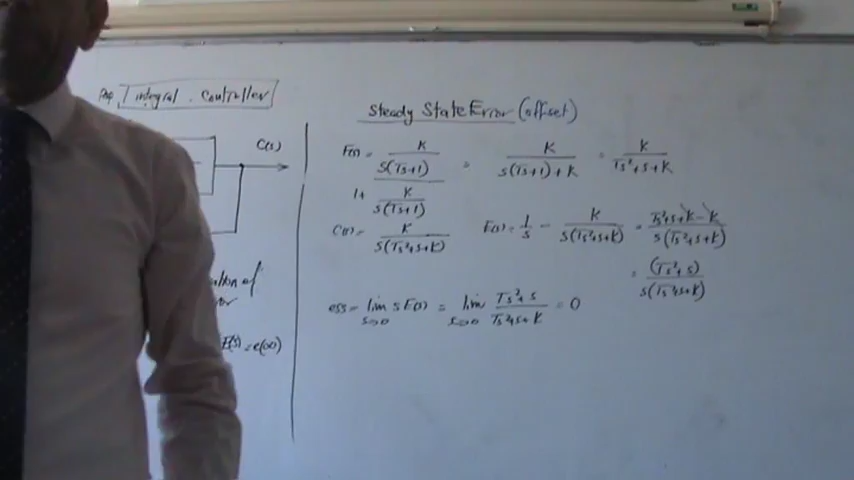 integral controller
C(s)
E(s) = e(∞)
Steady State Error (offset)
F(s) = K / s(Ts+1) / 1 + K / s(Ts+1) = K / s(Ts+1) + K = K / Ts²+s+K
C(s) = K / s(Ts²+s+K)
E(s) = 1/s - K / s(Ts²+s+K) = Ts²+s+K-K / s(Ts²+s+K)
= (Ts²+s) / s(Ts²+s+K)
ess = lim s→0 s E(s) = lim s→0 Ts²+s / Ts²+s+K = 0